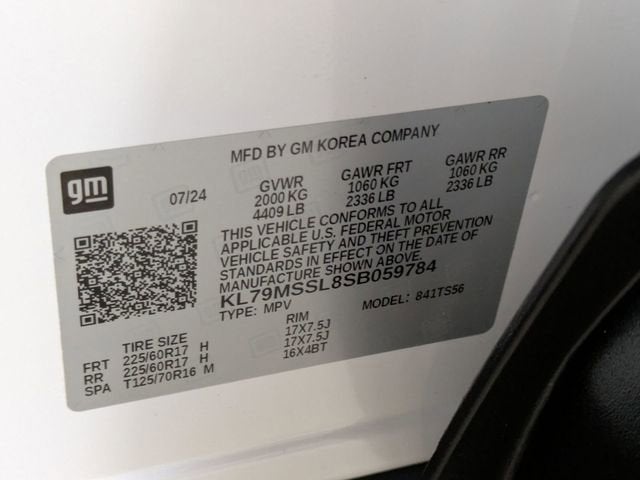 MFD BY GM KOREA COMPANY
gm
07/24
GVWR GAWR FRT GAWR RR
2000 KG 1060 KG 1060 KG
4409 LB 2336 LB 2336 LB
THIS VEHICLE CONFORMS TO ALL
APPLICABLE U.S. FEDERAL MOTOR
VEHICLE SAFETY AND THEFT PREVENTION
STANDARDS IN EFFECT ON THE DATE OF
MANUFACTURE SHOWN ABOVE.
KL79MSSL8SB059784
TYPE: MPV MODEL: 841TS56
TIRE SIZE RIM
FRT 225/60R17 H 17X7.5J
RR 225/60R17 H 17X7.5J
SPA T125/70R16 M 16X4BT